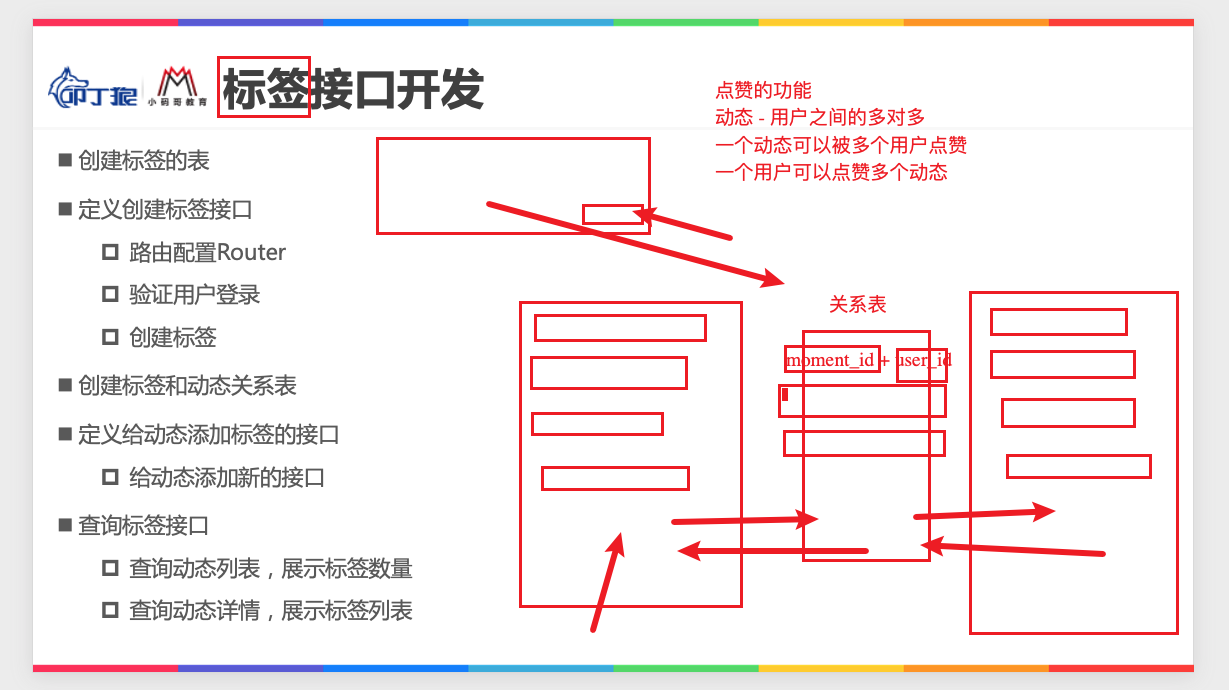 叩丁狼
小码哥教育
标签接口开发
点赞的功能
动态 - 用户之间的多对多
一个动态可以被多个用户点赞
一个用户可以点赞多个动态
创建标签的表
定义创建标签接口
路由配置Router
验证用户登录
创建标签
创建标签和动态关系表
定义给动态添加标签的接口
给动态添加新的接口
查询标签接口
查询动态列表，展示标签数量
查询动态详情，展示标签列表
关系表
moment_id + user_id